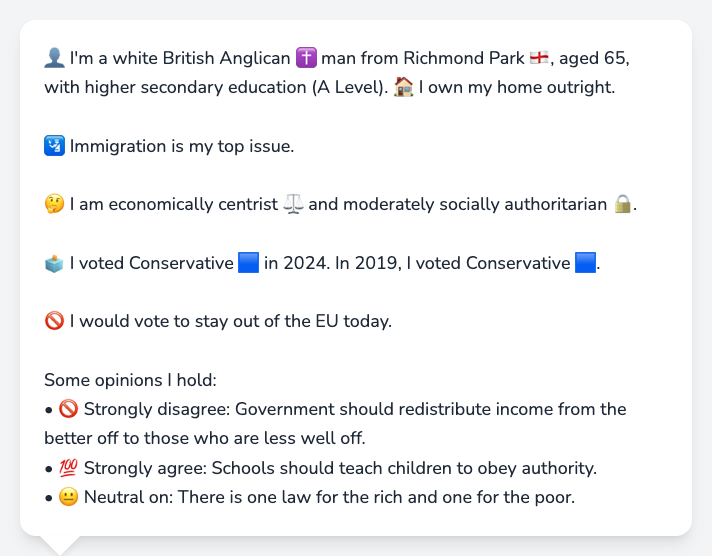 👤 I'm a white British Anglican ✝️ man from Richmond Park 🏴󠁧󠁢󠁥󠁮󠁧󠁿, aged 65,
with higher secondary education (A Level). 🏠 I own my home outright.
🛂 Immigration is my top issue.
🤔 I am economically centrist ⚖️ and moderately socially authoritarian 🔒.
🗳️ I voted Conservative 🟦 in 2024. In 2019, I voted Conservative 🟦.
🚫 I would vote to stay out of the EU today.
Some opinions I hold:
• 🚫 Strongly disagree: Government should redistribute income from the
better off to those who are less well off.
• 💯 Strongly agree: Schools should teach children to obey authority.
• 😐 Neutral on: There is one law for the rich and one for the poor.